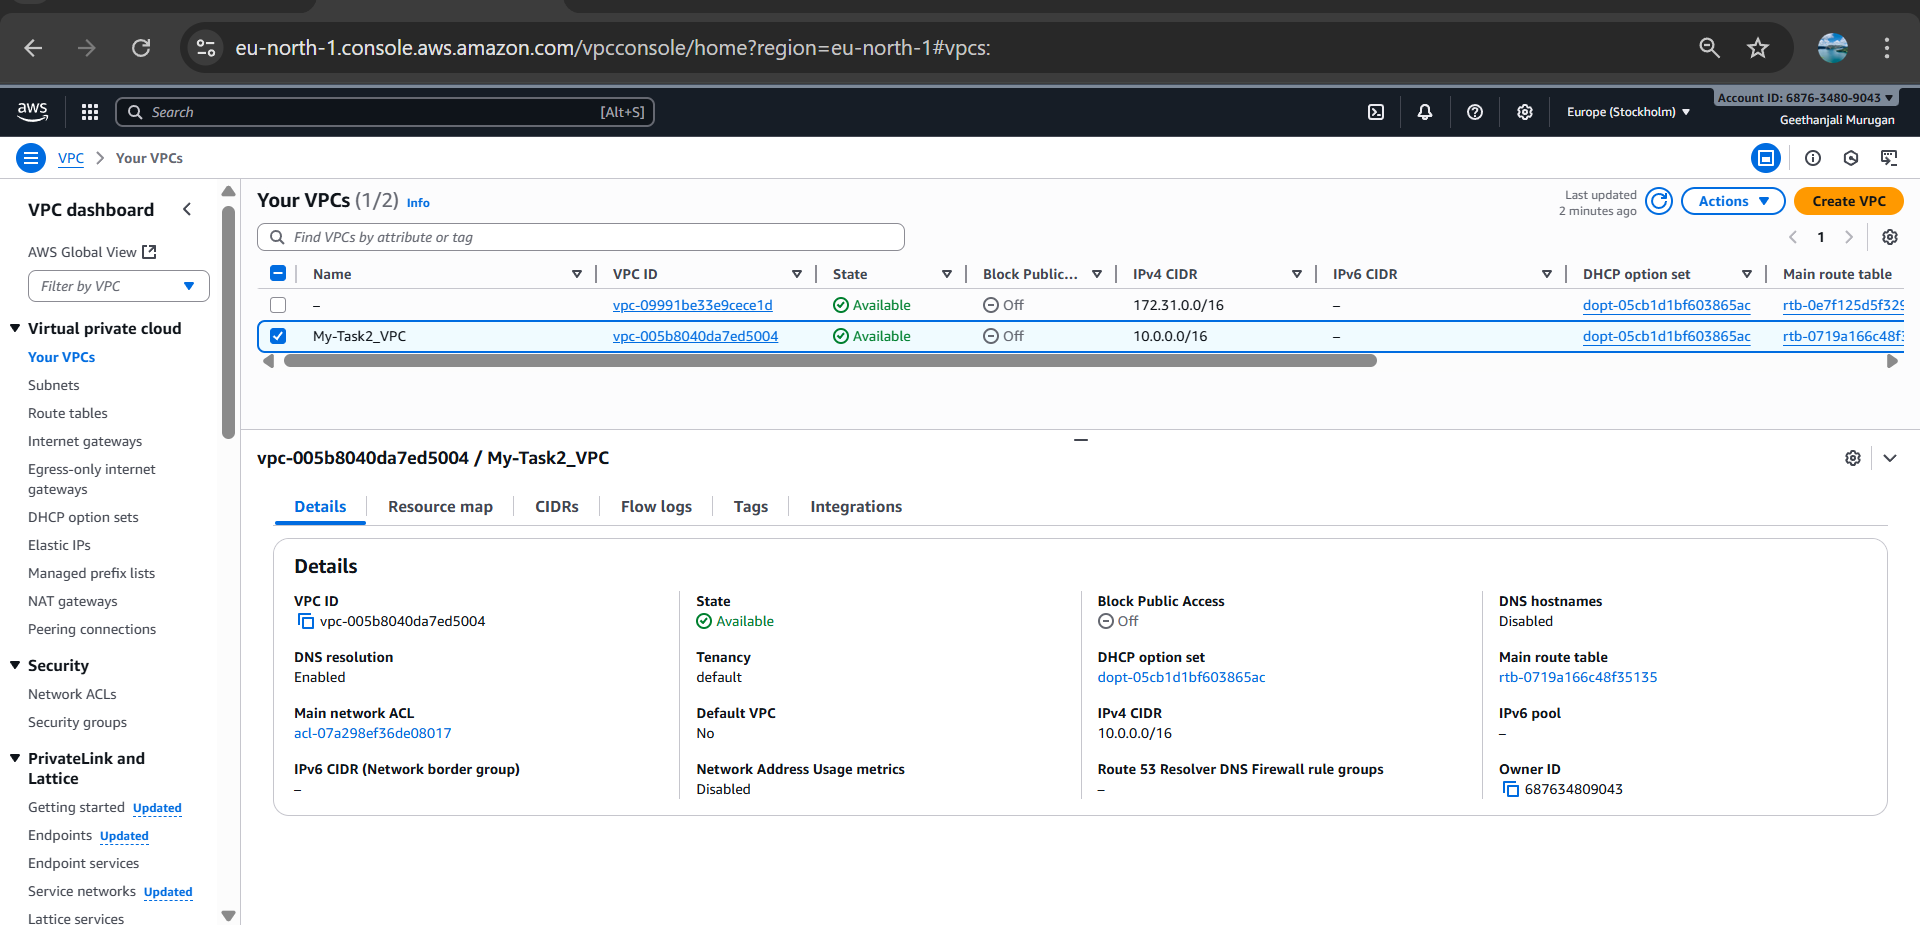 eu-north-1.console.aws.amazon.com/vpcconsole/home?region=eu-north-1#vpcs:
aws
Search [Alt+S]
Europe (Stockholm)
Account ID: 6876-3480-9043
Geethanjali Murugan
VPC > Your VPCs
VPC dashboard
AWS Global View
Filter by VPC
Virtual private cloud
Your VPCs
Subnets
Route tables
Internet gateways
Egress-only internet
gateways
DHCP option sets
Elastic IPs
Managed prefix lists
NAT gateways
Peering connections
Security
Network ACLs
Security groups
PrivateLink and
Lattice
Getting started Updated
Endpoints Updated
Endpoint services
Service networks Updated
Lattice services
Your VPCs (1/2) Info
Last updated
2 minutes ago
Actions
Create VPC
Find VPCs by attribute or tag
1
Name VPC ID State Block Public... IPv4 CIDR IPv6 CIDR DHCP option set Main route table
– vpc-09991be33e9cece1d Available Off 172.31.0.0/16 – dopt-05cb1d1bf603865ac rtb-0e7f125d5f329
My-Task2_VPC vpc-005b8040da7ed5004 Available Off 10.0.0.0/16 – dopt-05cb1d1bf603865ac rtb-0719a166c48f3
vpc-005b8040da7ed5004 / My-Task2_VPC
Details Resource map CIDRs Flow logs Tags Integrations
Details
VPC ID
vpc-005b8040da7ed5004
State
Available
Block Public Access
Off
DNS hostnames
Disabled
DNS resolution
Enabled
Tenancy
default
DHCP option set
dopt-05cb1d1bf603865ac
Main route table
rtb-0719a166c48f35135
Main network ACL
acl-07a298ef36de08017
Default VPC
No
IPv4 CIDR
10.0.0.0/16
IPv6 pool
–
IPv6 CIDR (Network border group)
–
Network Address Usage metrics
Disabled
Route 53 Resolver DNS Firewall rule groups
–
Owner ID
687634809043